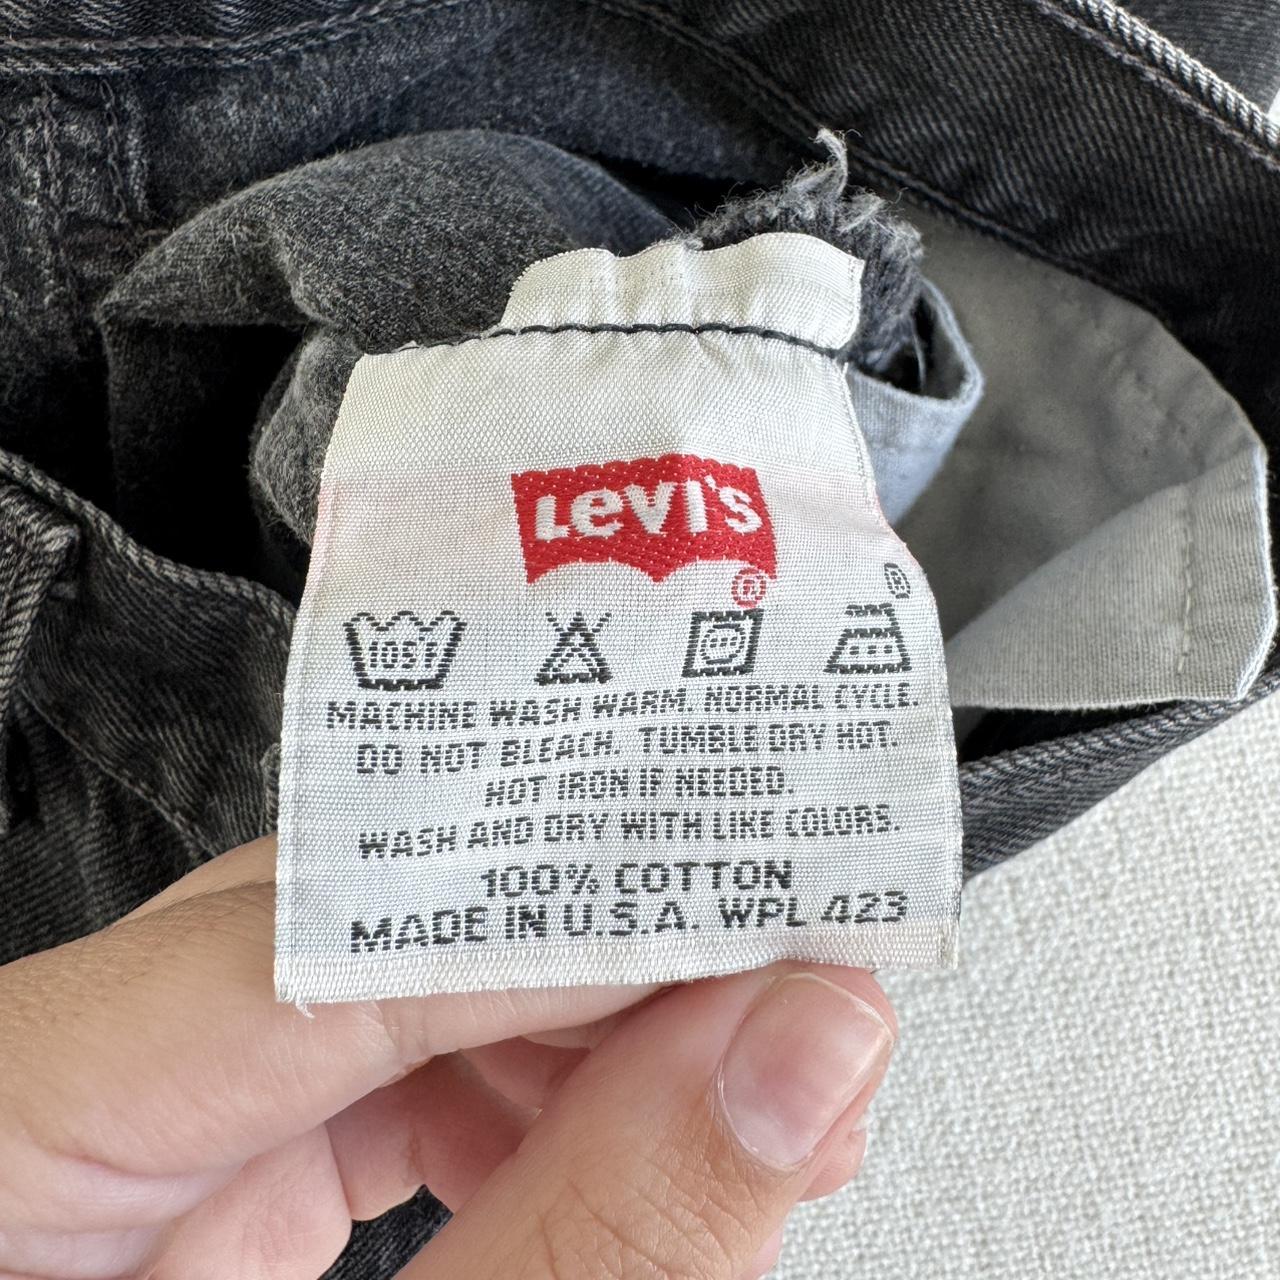 Levi's
®
®
105F
MACHINE WASH WARM. NORMAL CYCLE.
DO NOT BLEACH. TUMBLE DRY HOT.
HOT IRON IF NEEDED.
WASH AND DRY WITH LIKE COLORS.
100% COTTON
MADE IN U.S.A. WPL 423